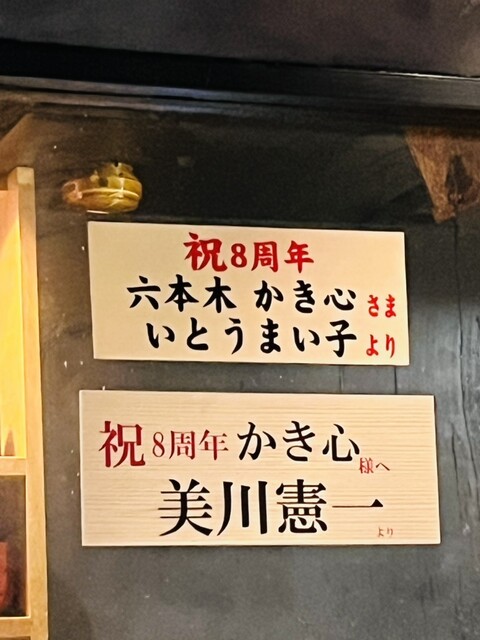 祝8周年
六本木 かき心 さま
いとうまい子 より
祝 8周年 かき心 様へ
美川憲一 より